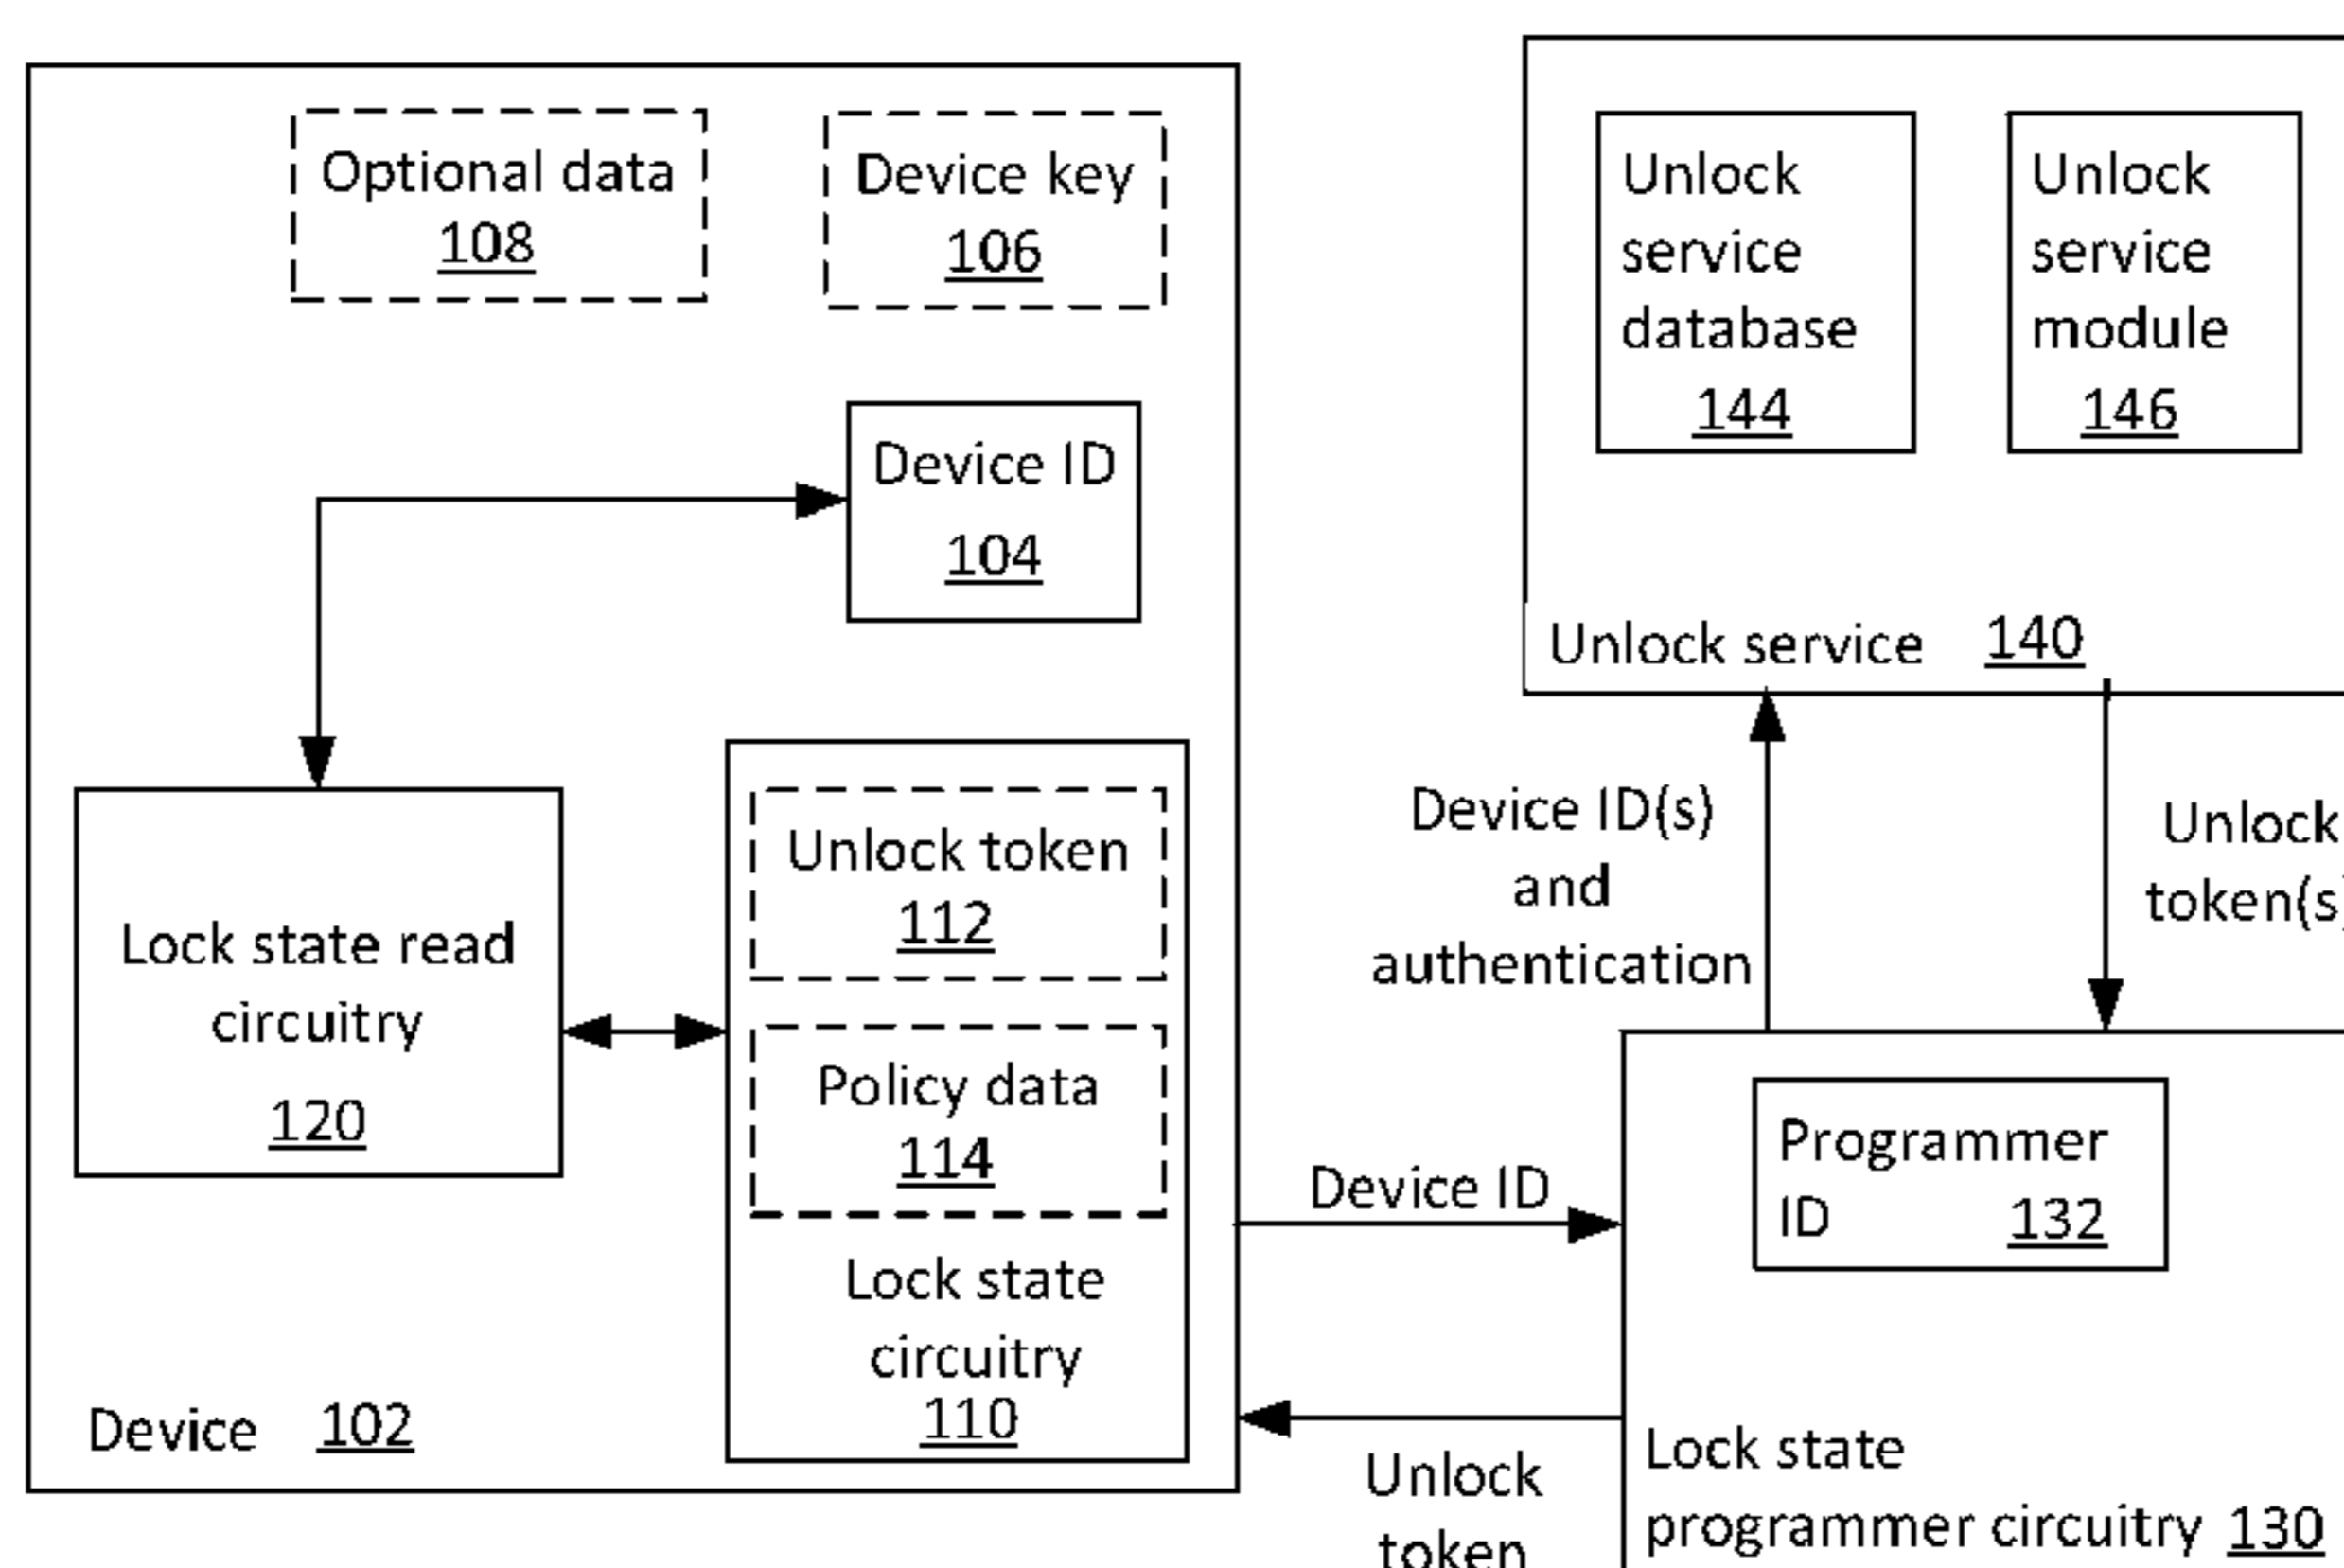 Optional data
108
Device key
106
Device ID
104
Lock state read
circuitry
120
Unlock token
112
Policy data
114
Lock state
circuitry
110
Device 102
Unlock
service
database
144
Unlock
service
module
146
Unlock service 140
Device ID(s)
and
authentication
Unlock
token(s)
Device ID
Unlock
token
Programmer
ID 132
Lock state
programmer circuitry 130